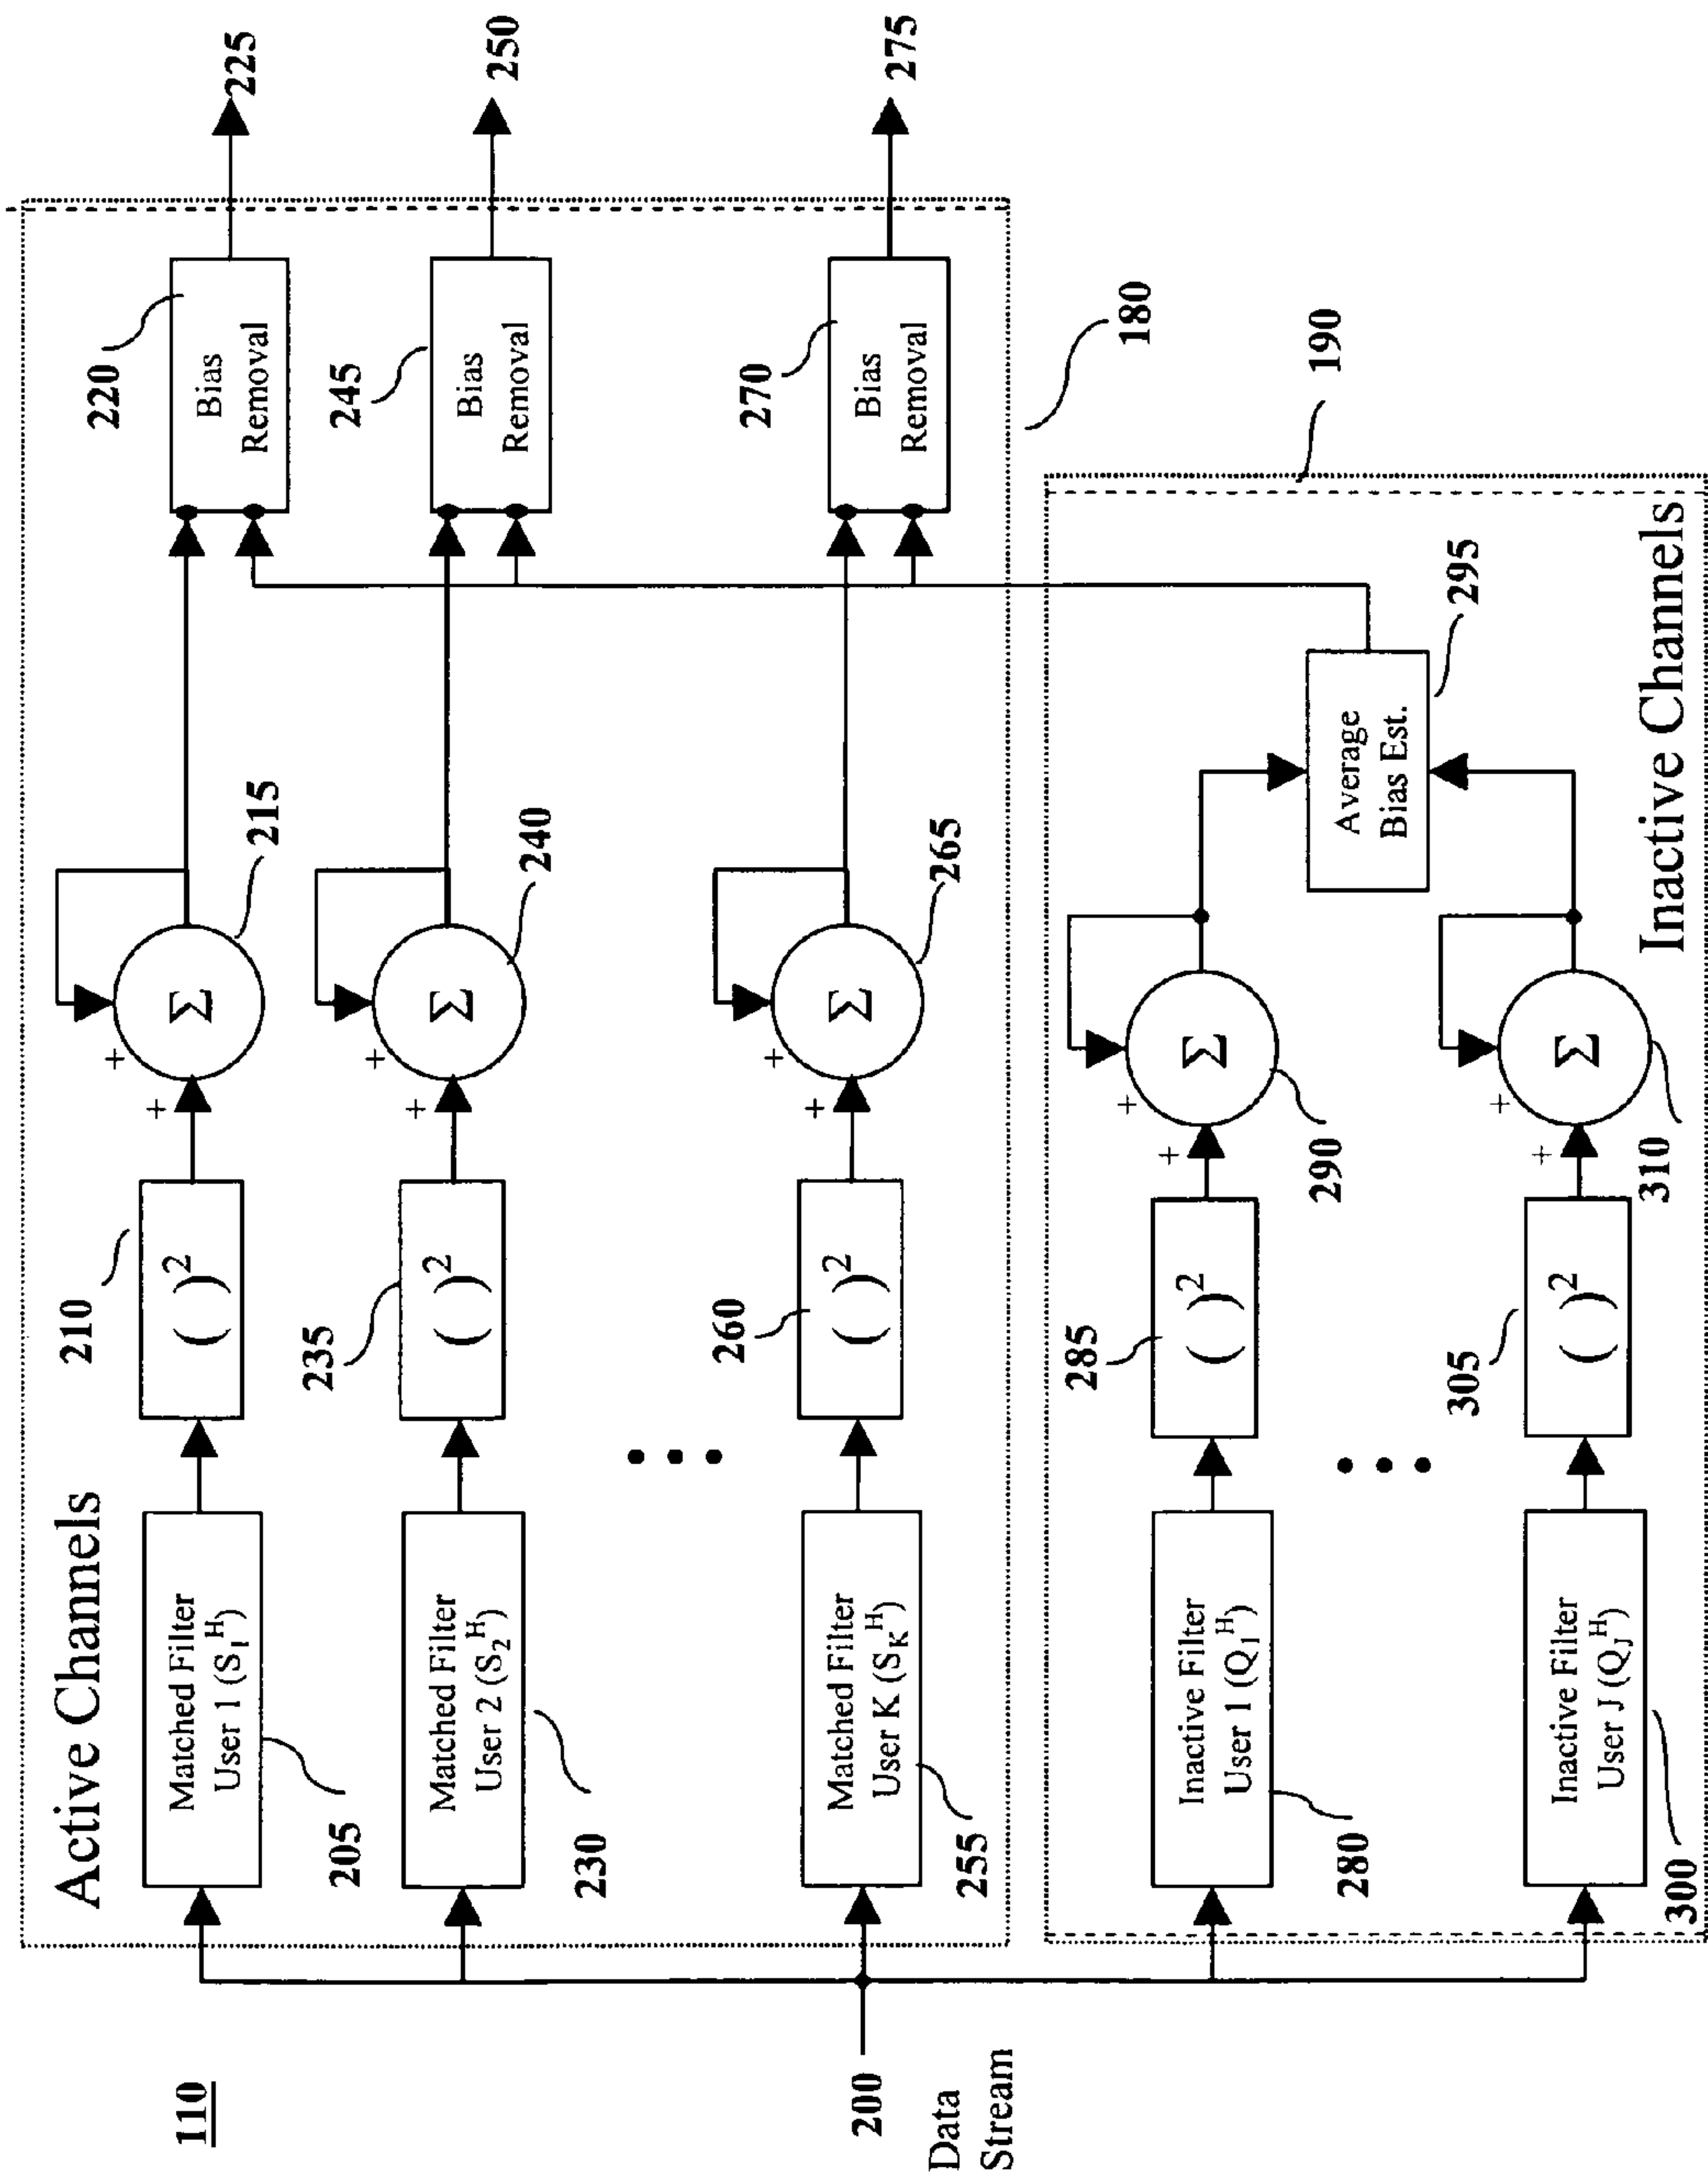 110
Active Channels
Matched Filter
User 1 (S₁ᴴ)
205
( )²
210
+
+
Σ
215
Bias
Removal
220
225
Matched Filter
User 2 (S₂ᴴ)
230
( )²
235
+
+
Σ
240
Bias
Removal
245
250
Matched Filter
User K (S_Kᴴ)
255
( )²
260
+
+
Σ
265
Bias
Removal
270
275
180
200
Data
Stream
190
Inactive Filter
User 1 (Q₁ᴴ)
280
( )²
285
+
+
Σ
290
Average
Bias Est.
295
Inactive Filter
User J (Q_Jᴴ)
300
( )²
305
+
+
Σ
310
Inactive Channels